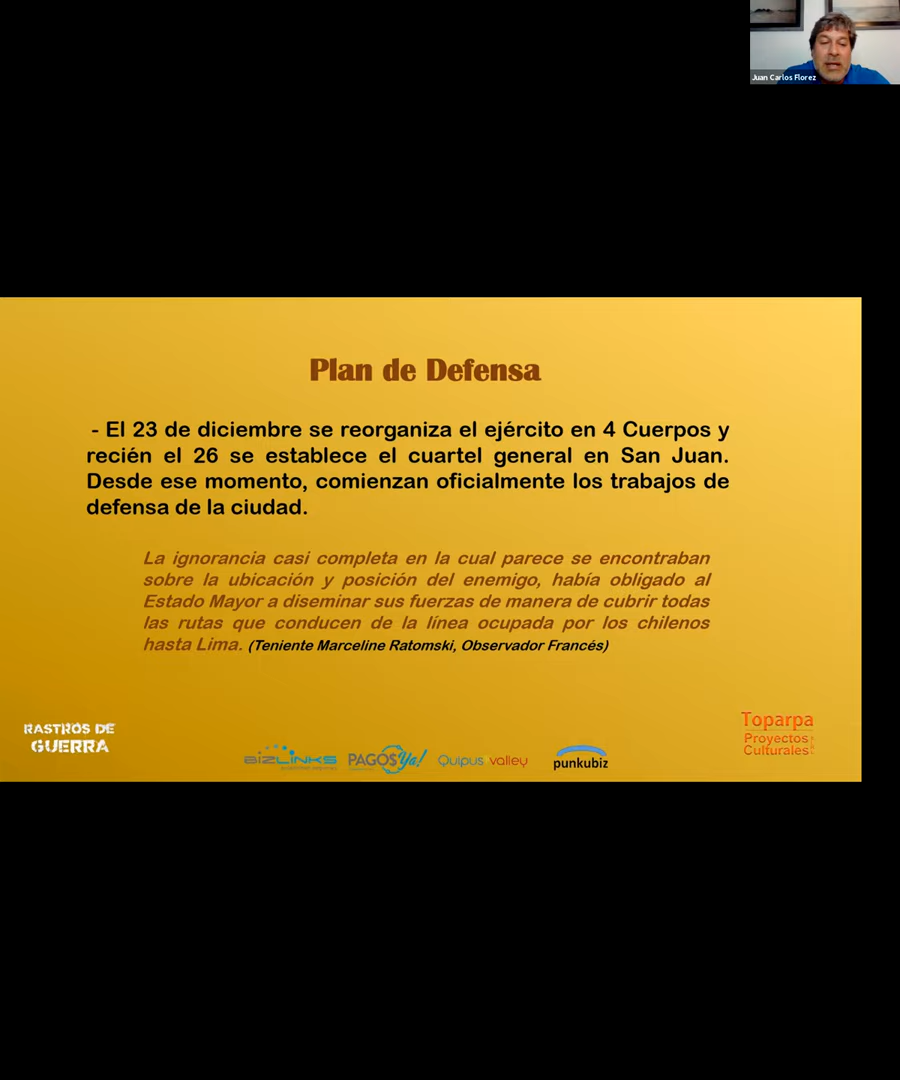 Juan Carlos Florez
Plan de Defensa
- El 23 de diciembre se reorganiza el ejército en 4 Cuerpos y
recién el 26 se establece el cuartel general en San Juan.
Desde ese momento, comienzan oficialmente los trabajos de
defensa de la ciudad.
La ignorancia casi completa en la cual parece se encontraban
sobre la ubicación y posición del enemigo, había obligado al
Estado Mayor a diseminar sus fuerzas de manera de cubrir todas
las rutas que conducen de la línea ocupada por los chilenos
hasta Lima. (Teniente Marceline Ratomski, Observador Francés)
RASTROS DE
GUERRA
BIZLINKS
PAGOS Ya!
Quipus valley
punkubiz
Toparpa
Proyectos
Culturales